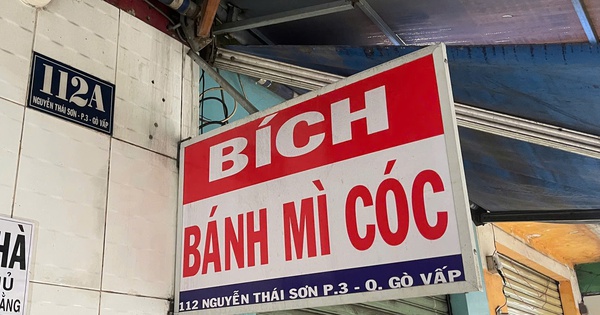 112A
NGUYỄN THÁI SƠN - P.3 - GÒ VẤP
BÍCH
BÁNH MÌ CÓC
112 NGUYỄN THÁI SƠN P.3 - Q. GÒ VẤP
HÀ